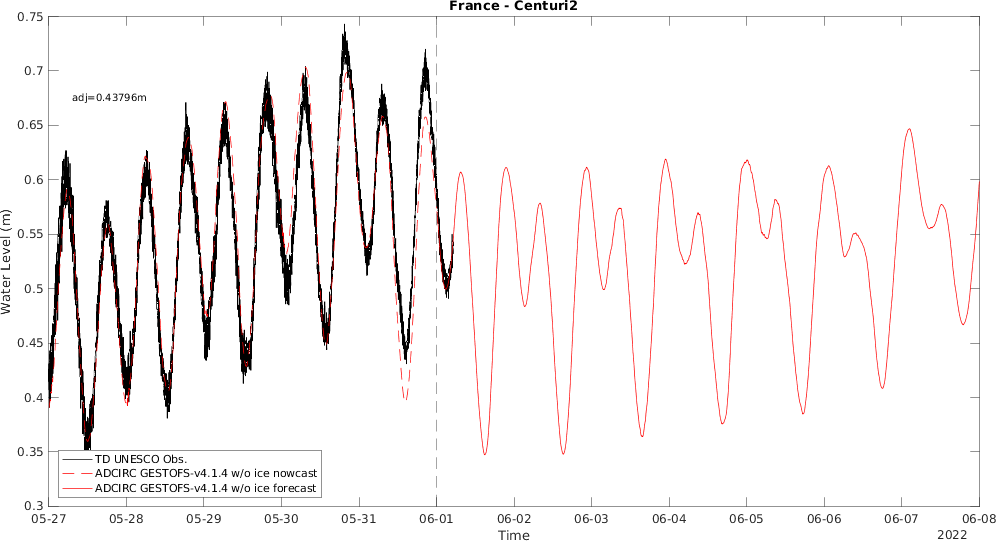 France - Centuri2
0.75
0.7
0.65
0.6
0.55
0.5
0.45
0.4
0.35
0.3
Water Level (m)
adj=0.43796m
TD UNESCO Obs.
ADCIRC GESTOFS-v4.1.4 w/o ice nowcast
ADCIRC GESTOFS-v4.1.4 w/o ice forecast
05-27 05-28 05-29 05-30 05-31 06-01 06-02 06-03 06-04 06-05 06-06 06-07 06-08
Time
2022